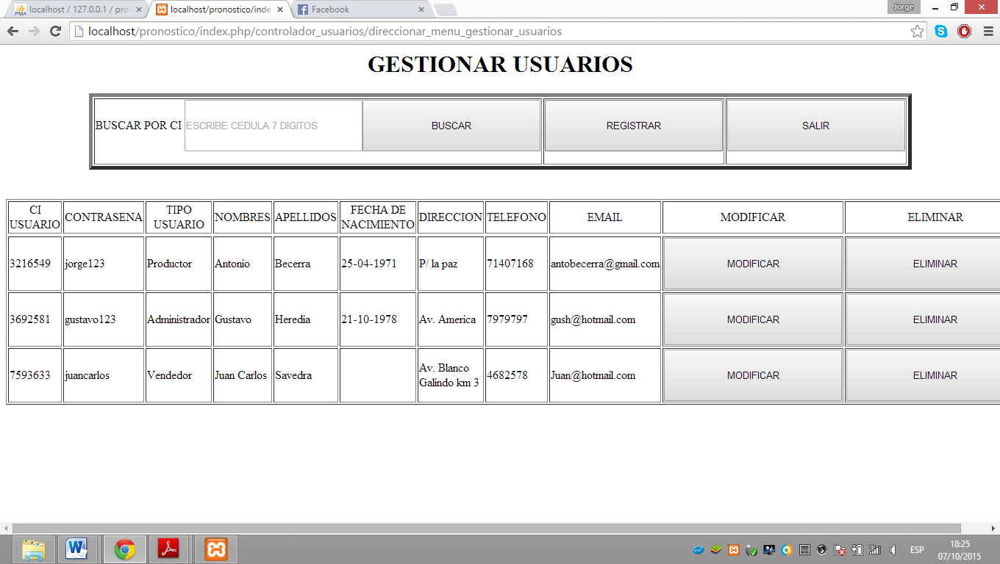 localhost / 127.0.0.1 / pro
localhost/pronostico/inde
Facebook
Jorge
localhost/pronostico/index.php/controlador_usuarios/direccionar_menu_gestionar_usuarios
GESTIONAR USUARIOS
BUSCAR POR CI ESCRIBE CEDULA 7 DIGITOS BUSCAR REGISTRAR SALIR
CI USUARIO CONTRASENA TIPO USUARIO NOMBRES APELLIDOS FECHA DE NACIMIENTO DIRECCION TELEFONO EMAIL MODIFICAR ELIMINAR
3216549 jorge123 Productor Antonio Becerra 25-04-1971 P/ la paz 71407168 antobecerra@gmail.com MODIFICAR ELIMINAR
3692581 gustavo123 Administrador Gustavo Heredia 21-10-1978 Av. America 7979797 gush@hotmail.com MODIFICAR ELIMINAR
7593633 juancarlos Vendedor Juan Carlos Savedra Av. Blanco Galindo km 3 4682578 Juan@hotmail.com MODIFICAR ELIMINAR
ESP
18:25
07/10/2015